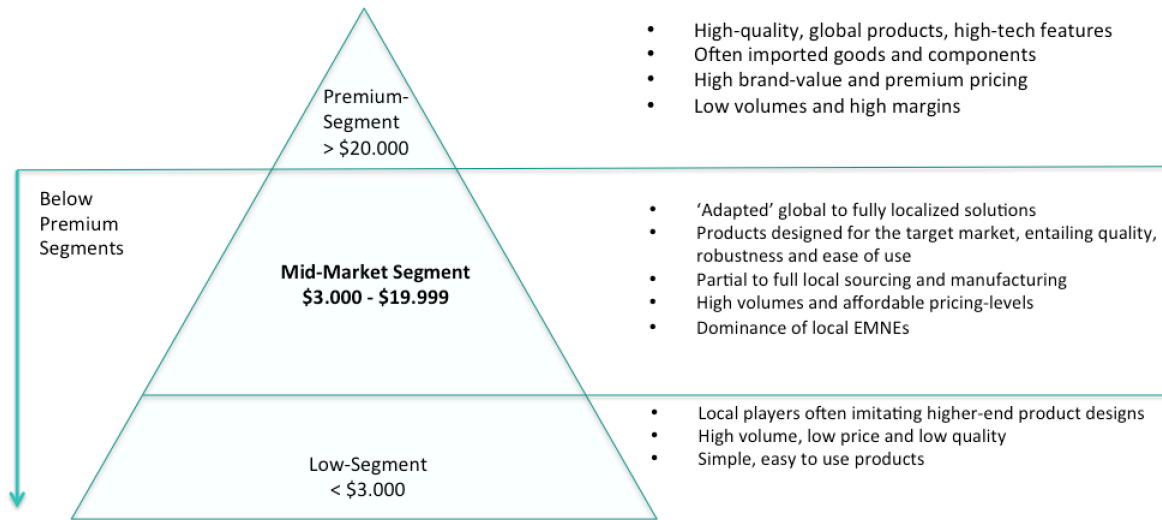 Premium-
Segment
> $20.000
• High-quality, global products, high-tech features
• Often imported goods and components
• High brand-value and premium pricing
• Low volumes and high margins
Below
Premium
Segments
Mid-Market Segment
$3.000 - $19.999
• ‘Adapted’ global to fully localized solutions
• Products designed for the target market, entailing quality,
robustness and ease of use
• Partial to full local sourcing and manufacturing
• High volumes and affordable pricing-levels
• Dominance of local EMNEs
Low-Segment
< $3.000
• Local players often imitating higher-end product designs
• High volume, low price and low quality
• Simple, easy to use products